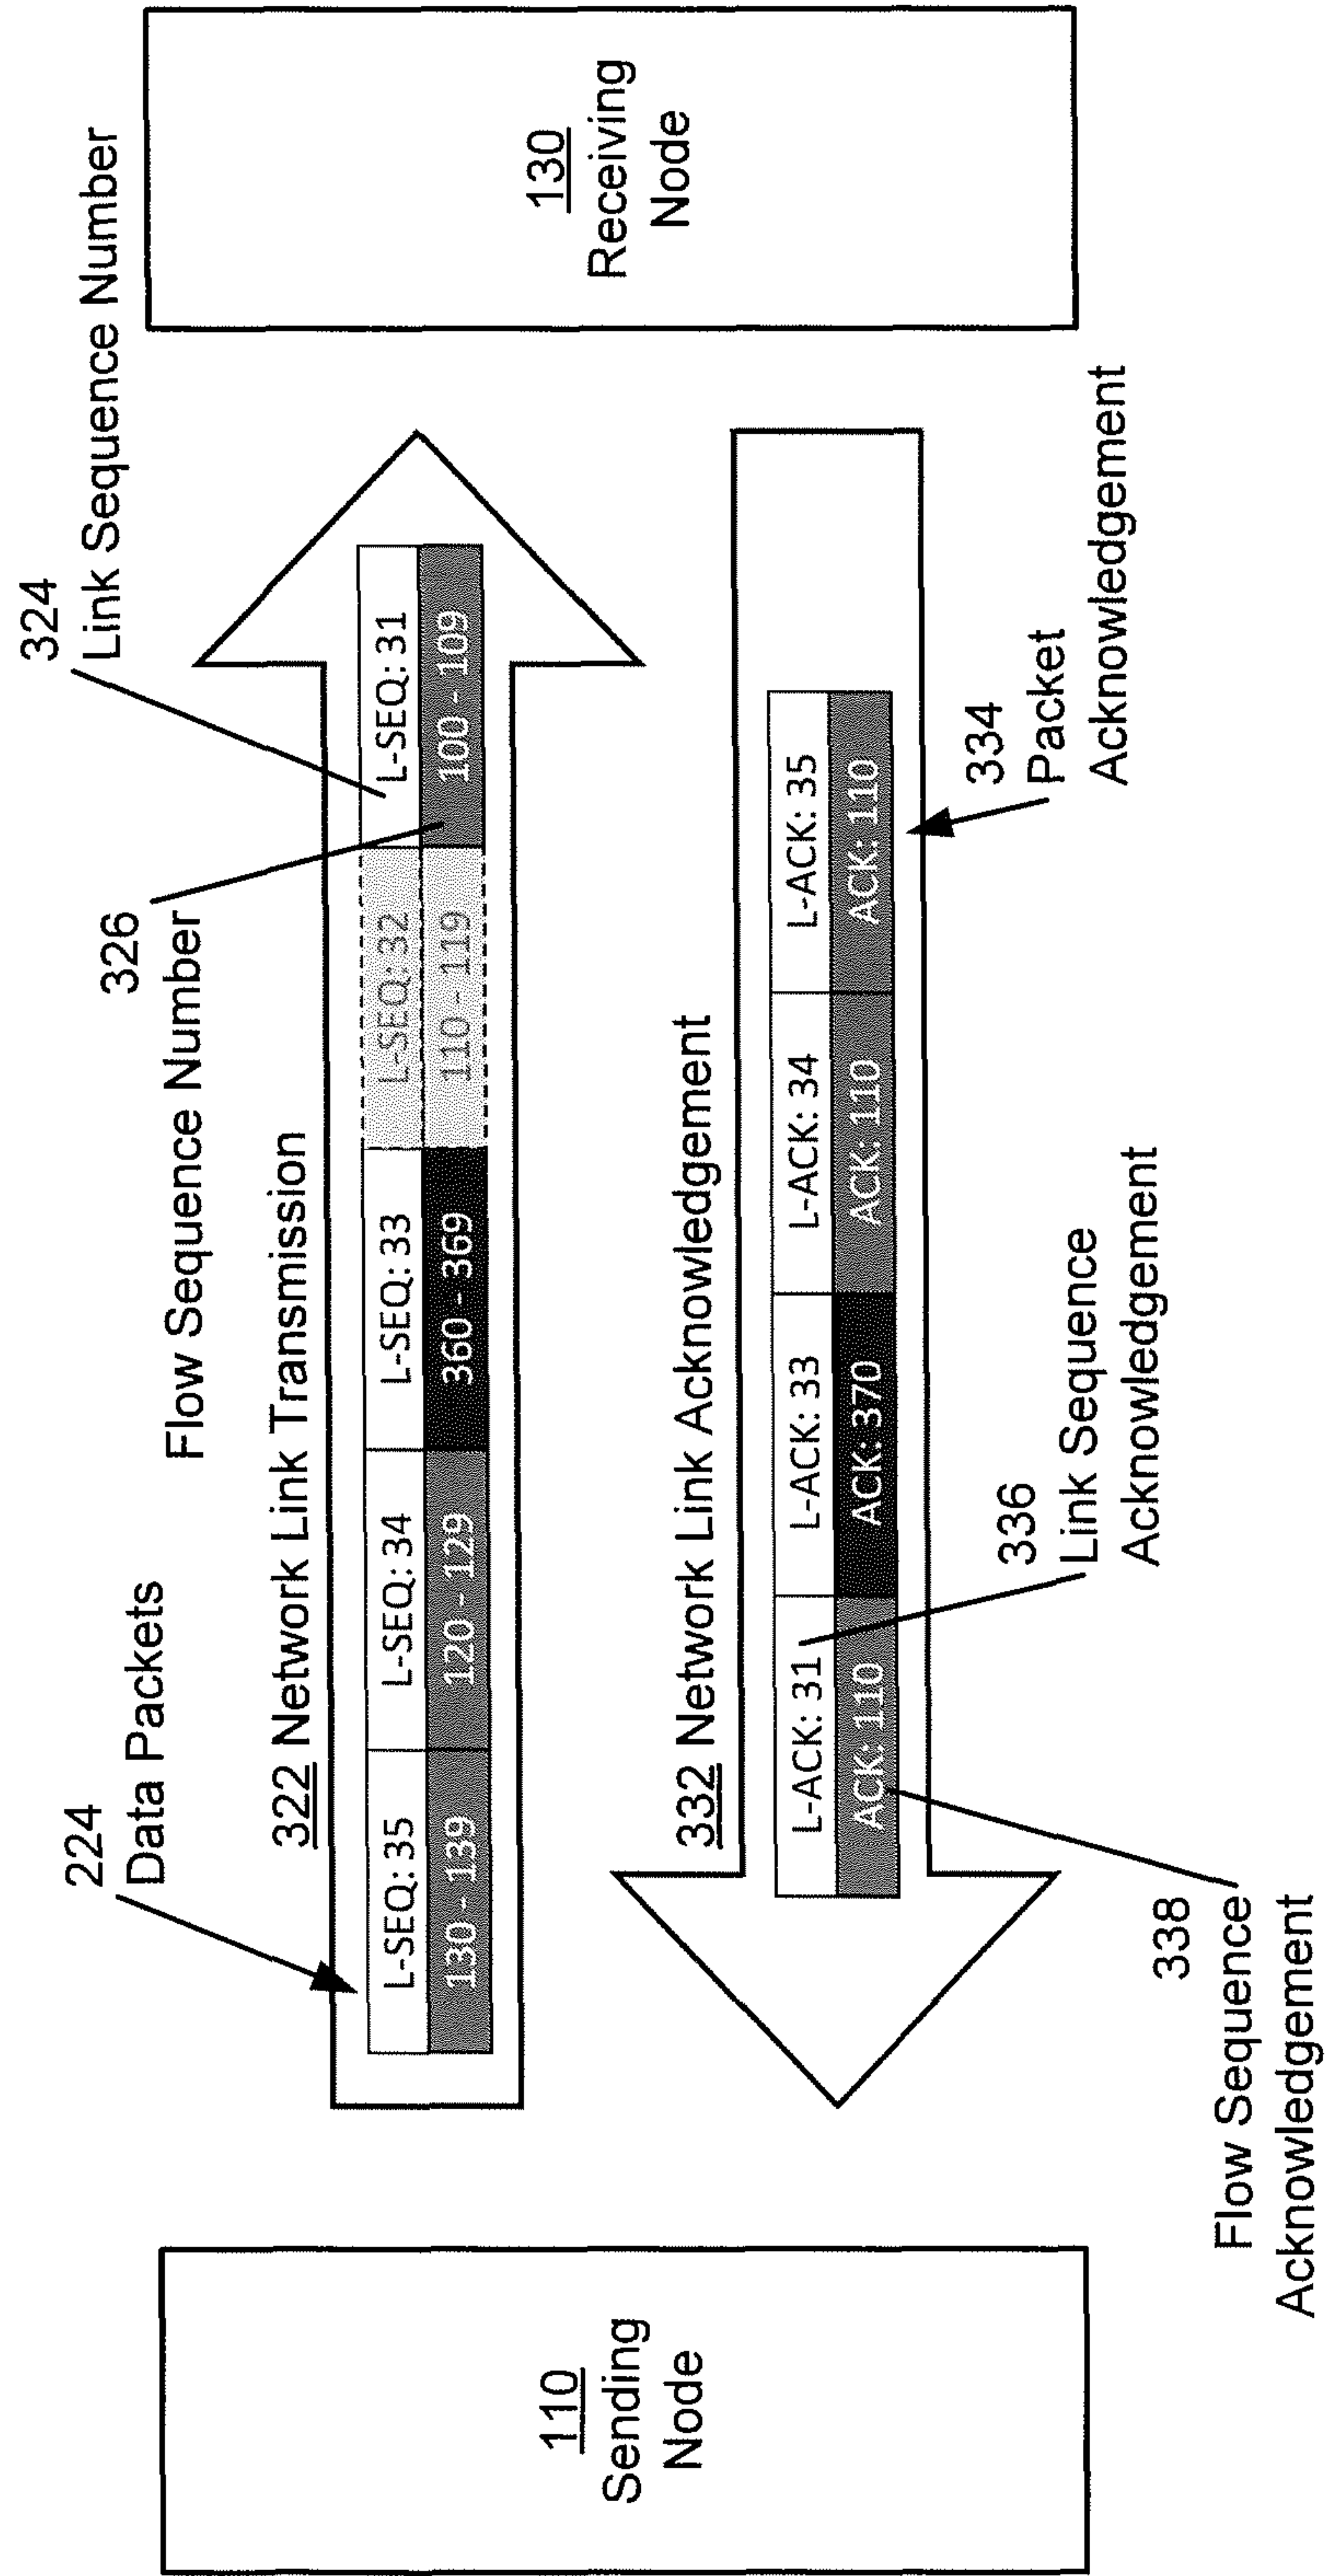 324
Link Sequence Number
326
Flow Sequence Number
224
Data Packets
322 Network Link Transmission
L-SEQ: 35 L-SEQ: 34 L-SEQ: 33 L-SEQ: 32 L-SEQ: 31
130 - 139 120 - 129 360 - 369 110 - 119 100 - 109
110
Sending
Node
130
Receiving
Node
332 Network Link Acknowledgement
L-ACK: 31 L-ACK: 33 L-ACK: 34 L-ACK: 35
ACK: 110 ACK: 370 ACK: 110 ACK: 110
334
Packet
Acknowledgement
336
Link Sequence
Acknowledgement
338
Flow Sequence
Acknowledgement